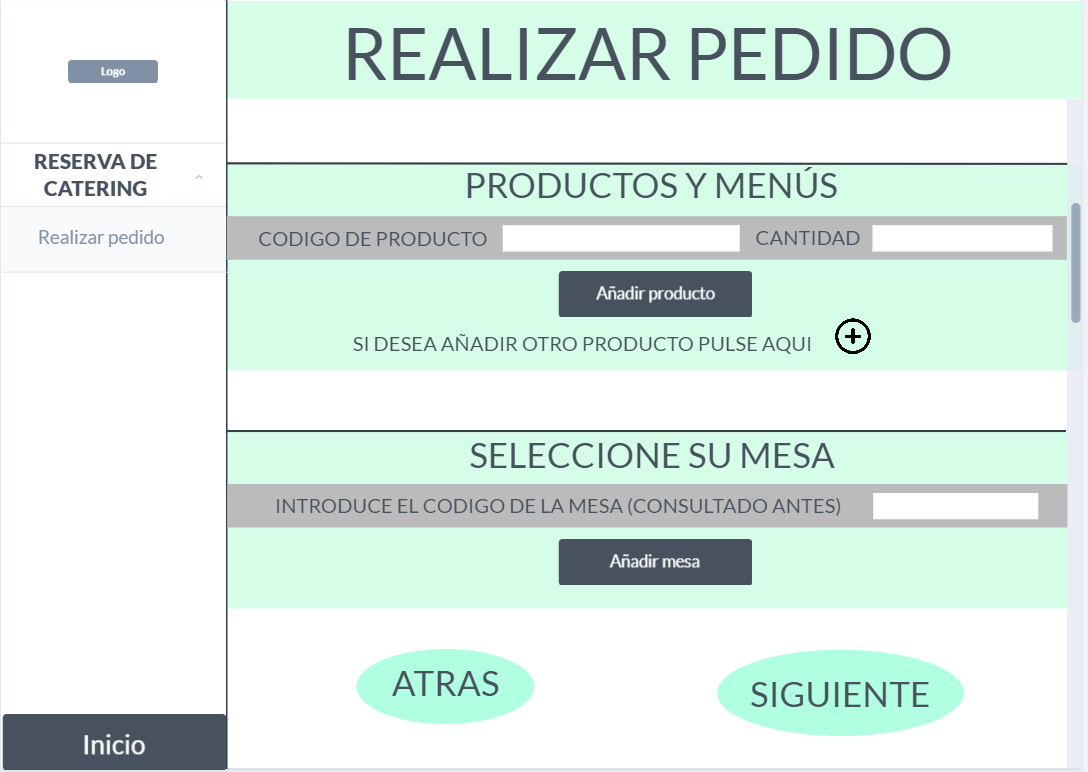 Logo
RESERVA DE
CATERING
Realizar pedido
Inicio
REALIZAR PEDIDO
PRODUCTOS Y MENÚS
CODIGO DE PRODUCTO CANTIDAD
Añadir producto
SI DESEA AÑADIR OTRO PRODUCTO PULSE AQUI
SELECCIONE SU MESA
INTRODUCE EL CODIGO DE LA MESA (CONSULTADO ANTES)
Añadir mesa
ATRAS SIGUIENTE